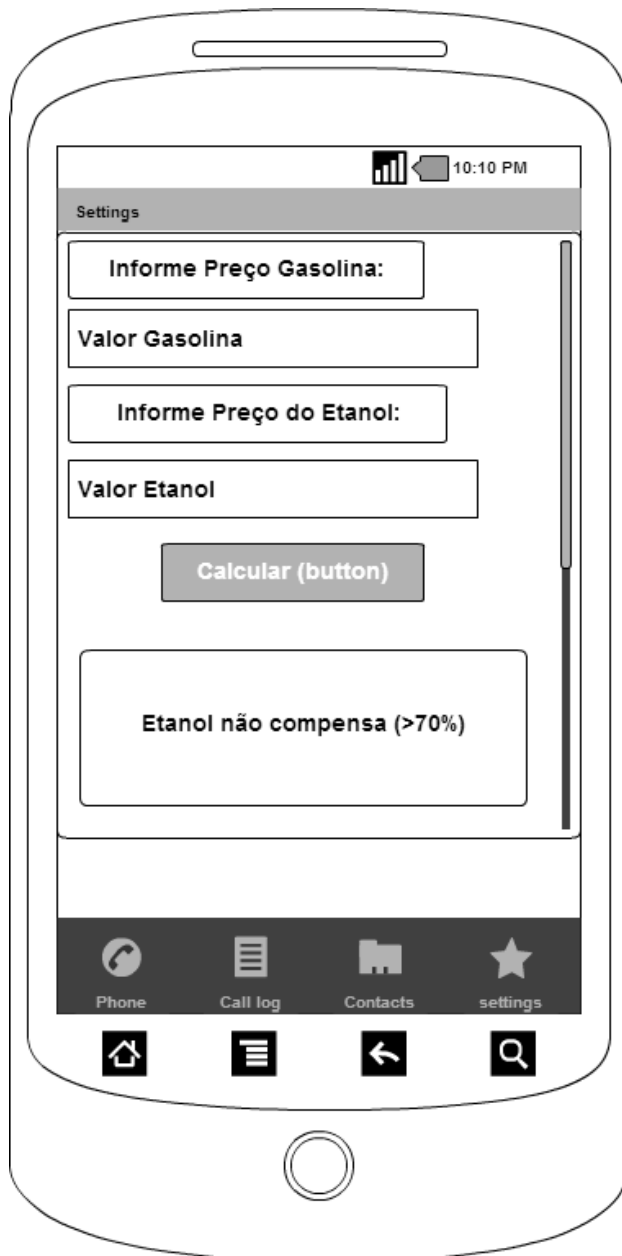 10:10 PM
Settings
Informe Preço Gasolina:
Valor Gasolina
Informe Preço do Etanol:
Valor Etanol
Calcular (button)
Etanol não compensa (>70%)
Phone Call log Contacts settings